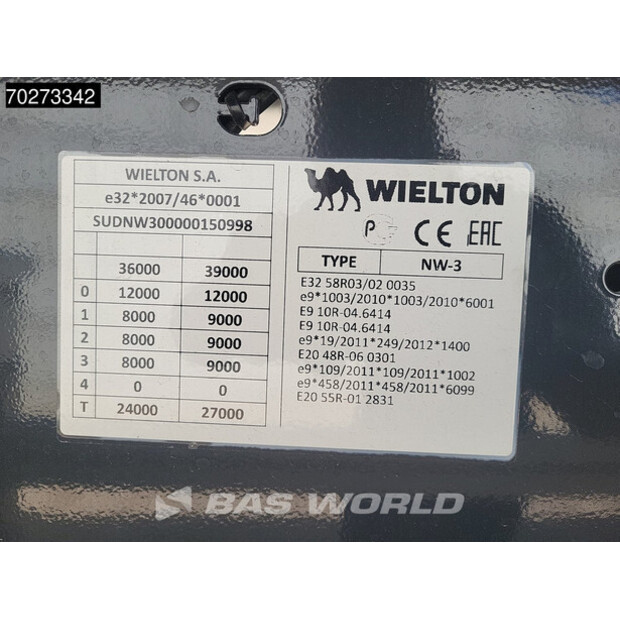 70273342
WIELTON S.A.
e32*2007/46*0001
SUDNW300000150998
36000 39000
0 12000 12000
1 8000 9000
2 8000 9000
3 8000 9000
4 0 0
T 24000 27000
WIELTON
CE EAC
TYPE NW-3
E32 58R03/02 0035
e9*1003/2010*1003/2010*6001
E9 10R-04.6414
E9 10R-04.6414
e9*19/2011*249/2012*1400
E20 48R-06 0301
e9*109/2011*109/2011*1002
e9*458/2011*458/2011*6099
E20 55R-01 2831
BAS WORLD